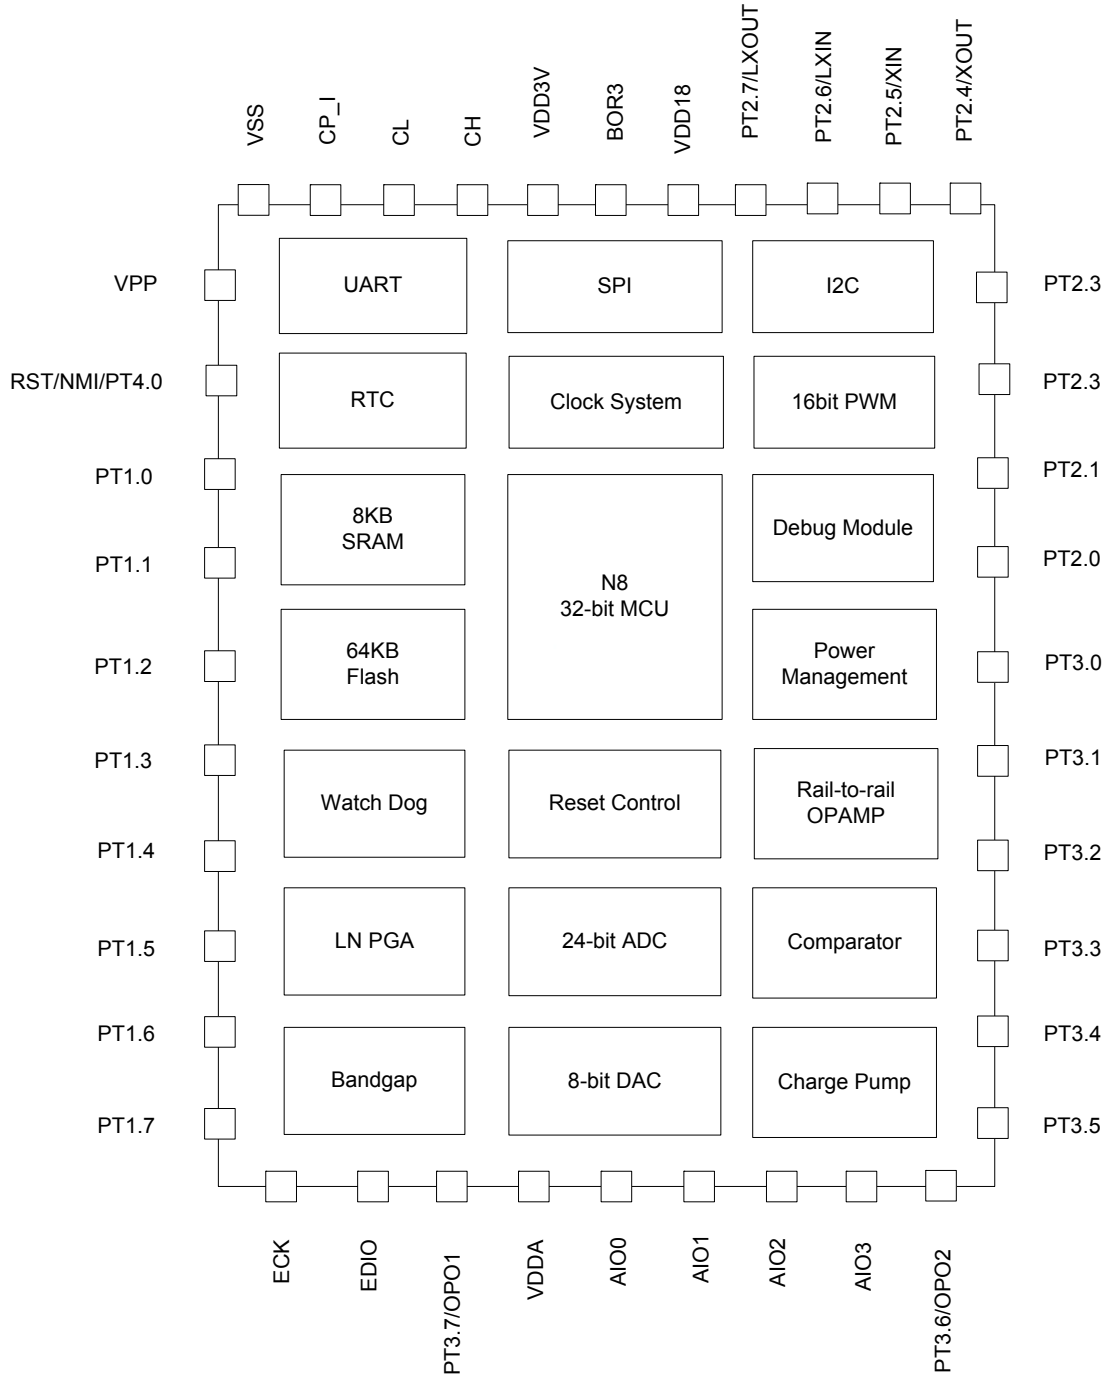 VSS
CP_I
CL
CH
VDD3V
BOR3
VDD18
PT2.7/LXOUT
PT2.6/LXIN
PT2.5/XIN
PT2.4/XOUT
VPP
UART
SPI
I2C
PT2.3
RST/NMI/PT4.0
RTC
Clock System
16bit PWM
PT2.3
PT1.0
8KB
SRAM
N8
32-bit MCU
Debug Module
PT2.1
PT1.1
PT2.0
PT1.2
64KB
Flash
Power
Management
PT3.0
PT1.3
Watch Dog
Reset Control
Rail-to-rail
OPAMP
PT3.1
PT1.4
PT3.2
PT1.5
LN PGA
24-bit ADC
Comparator
PT3.3
PT1.6
PT3.4
Bandgap
8-bit DAC
Charge Pump
PT1.7
PT3.5
ECK
EDIO
PT3.7/OPO1
VDDA
AIO0
AIO1
AIO2
AIO3
PT3.6/OPO2